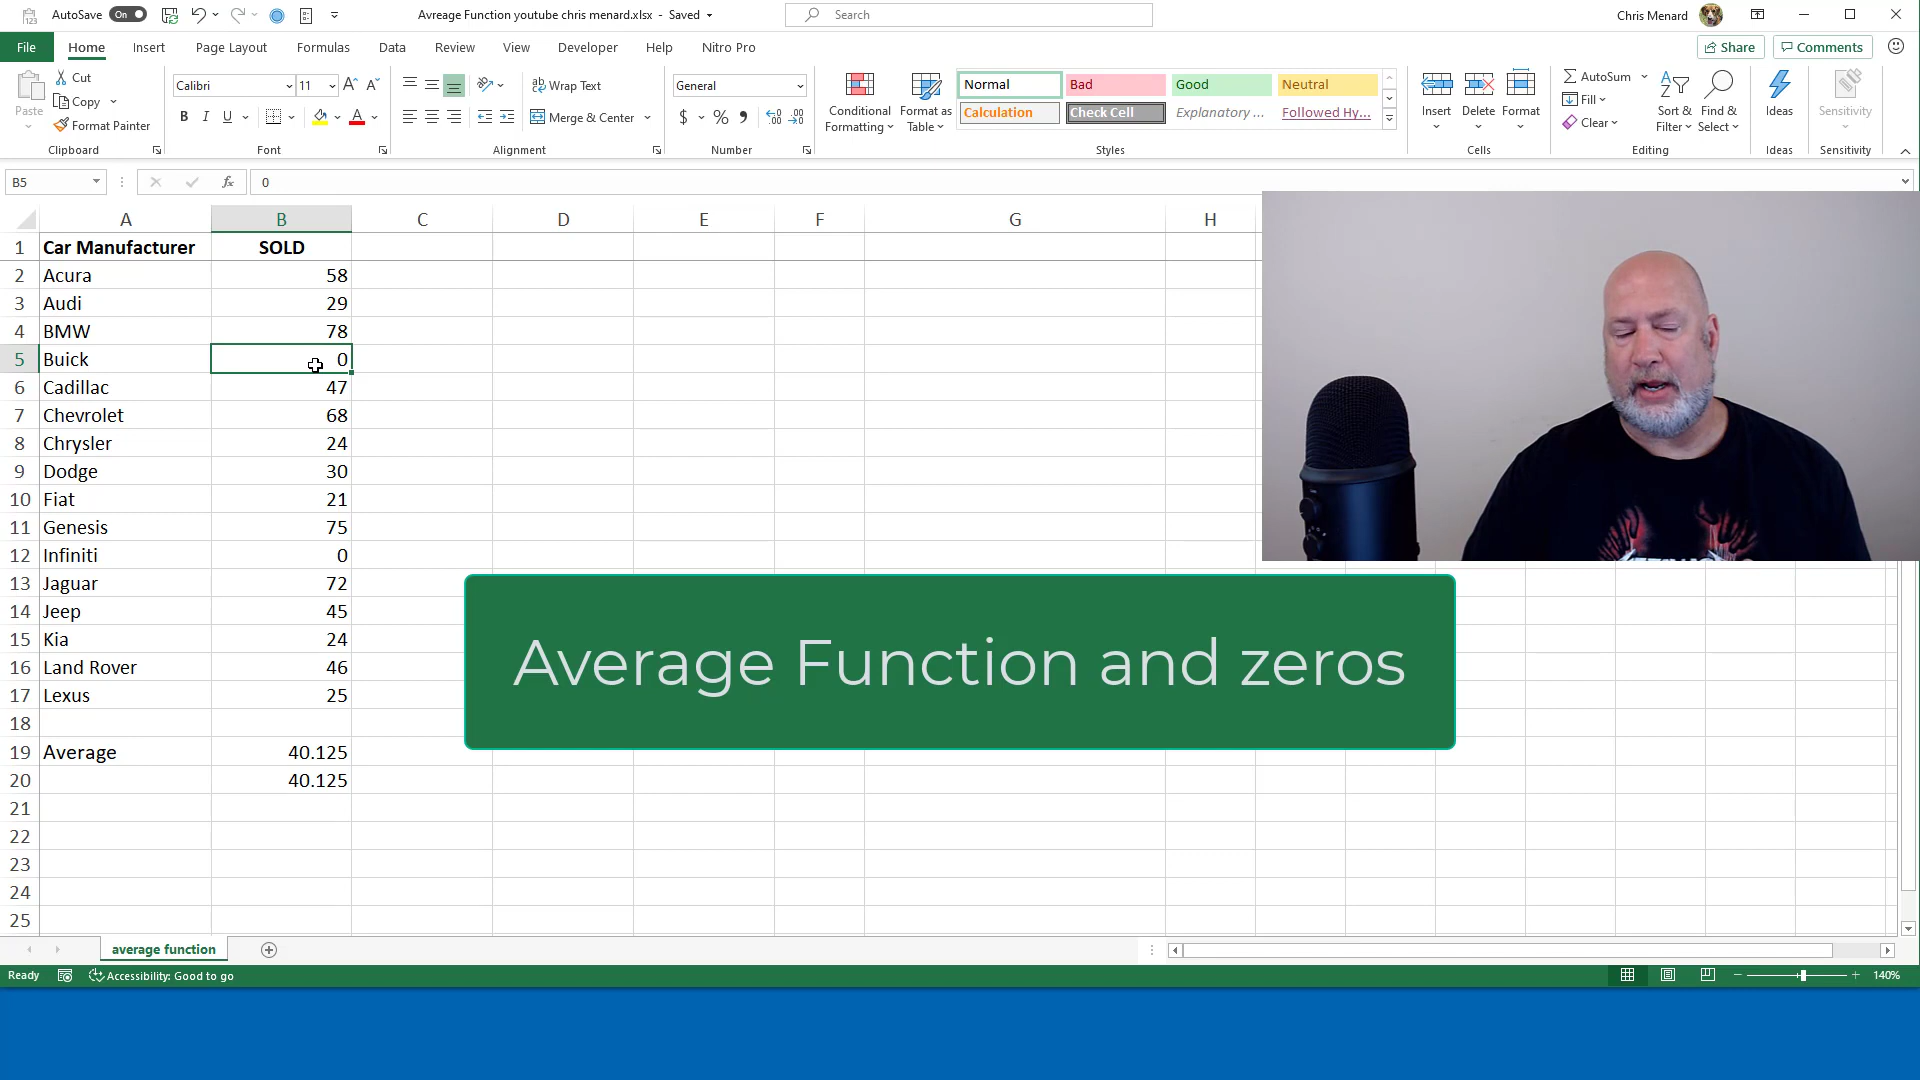 AutoSave On
Avreage Function youtube chris menard.xlsx - Saved
Search
Chris Menard
File Home Insert Page Layout Formulas Data Review View Developer Help Nitro Pro
Share Comments
Paste
Cut
Copy
Format Painter
Clipboard
Calibri 11
B I U
Font
Wrap Text
Merge & Center
Alignment
General
$ % ,
Number
Conditional Formatting
Format as Table
Normal Bad Good Neutral
Calculation Check Cell Explanatory ... Followed Hy...
Styles
Insert Delete Format
Cells
AutoSum
Fill
Clear
Sort & Filter
Find & Select
Editing
Ideas
Ideas
Sensitivity
Sensitivity
B5 fx 0
A B C D E F G H
1 Car Manufacturer SOLD
2 Acura 58
3 Audi 29
4 BMW 78
5 Buick 0
6 Cadillac 47
7 Chevrolet 68
8 Chrysler 24
9 Dodge 30
10 Fiat 21
11 Genesis 75
12 Infiniti 0
13 Jaguar 72
14 Jeep 45
15 Kia 24
16 Land Rover 46
17 Lexus 25
18
19 Average 40.125
20 40.125
21
22
23
24
25
Average Function and zeros
average function
Ready Accessibility: Good to go 140%